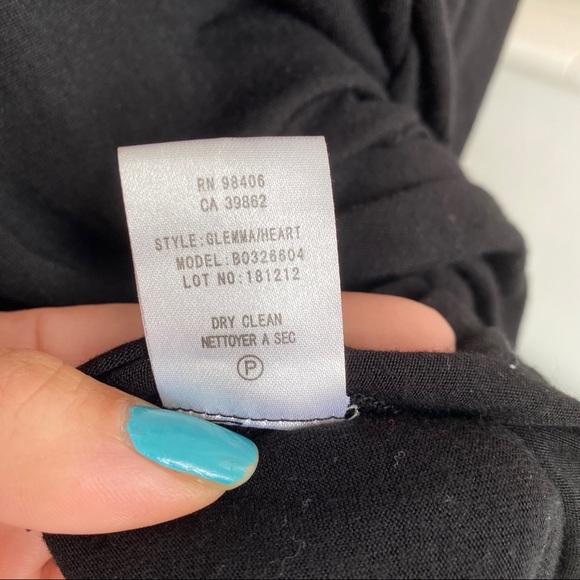 RN 98406
CA 39862
STYLE:GLEMMA/HEART
MODEL:B0326604
LOT NO:181212
DRY CLEAN
NETTOYER A SEC
P